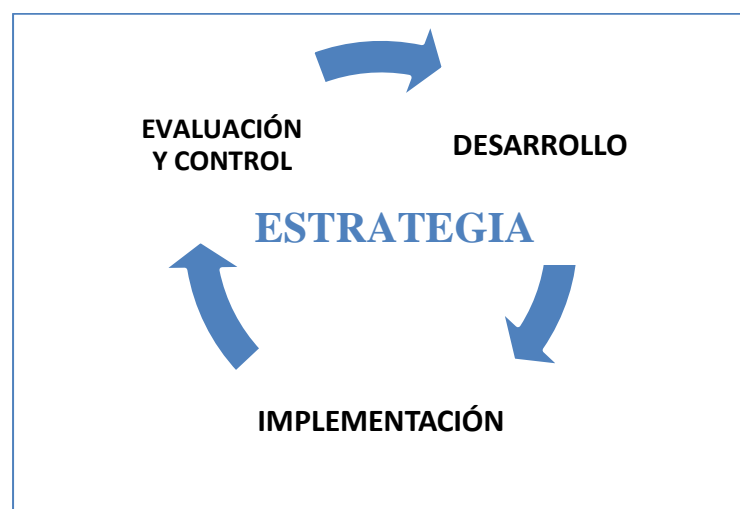 EVALUACIÓN
Y CONTROL
DESARROLLO
ESTRATEGIA
IMPLEMENTACIÓN